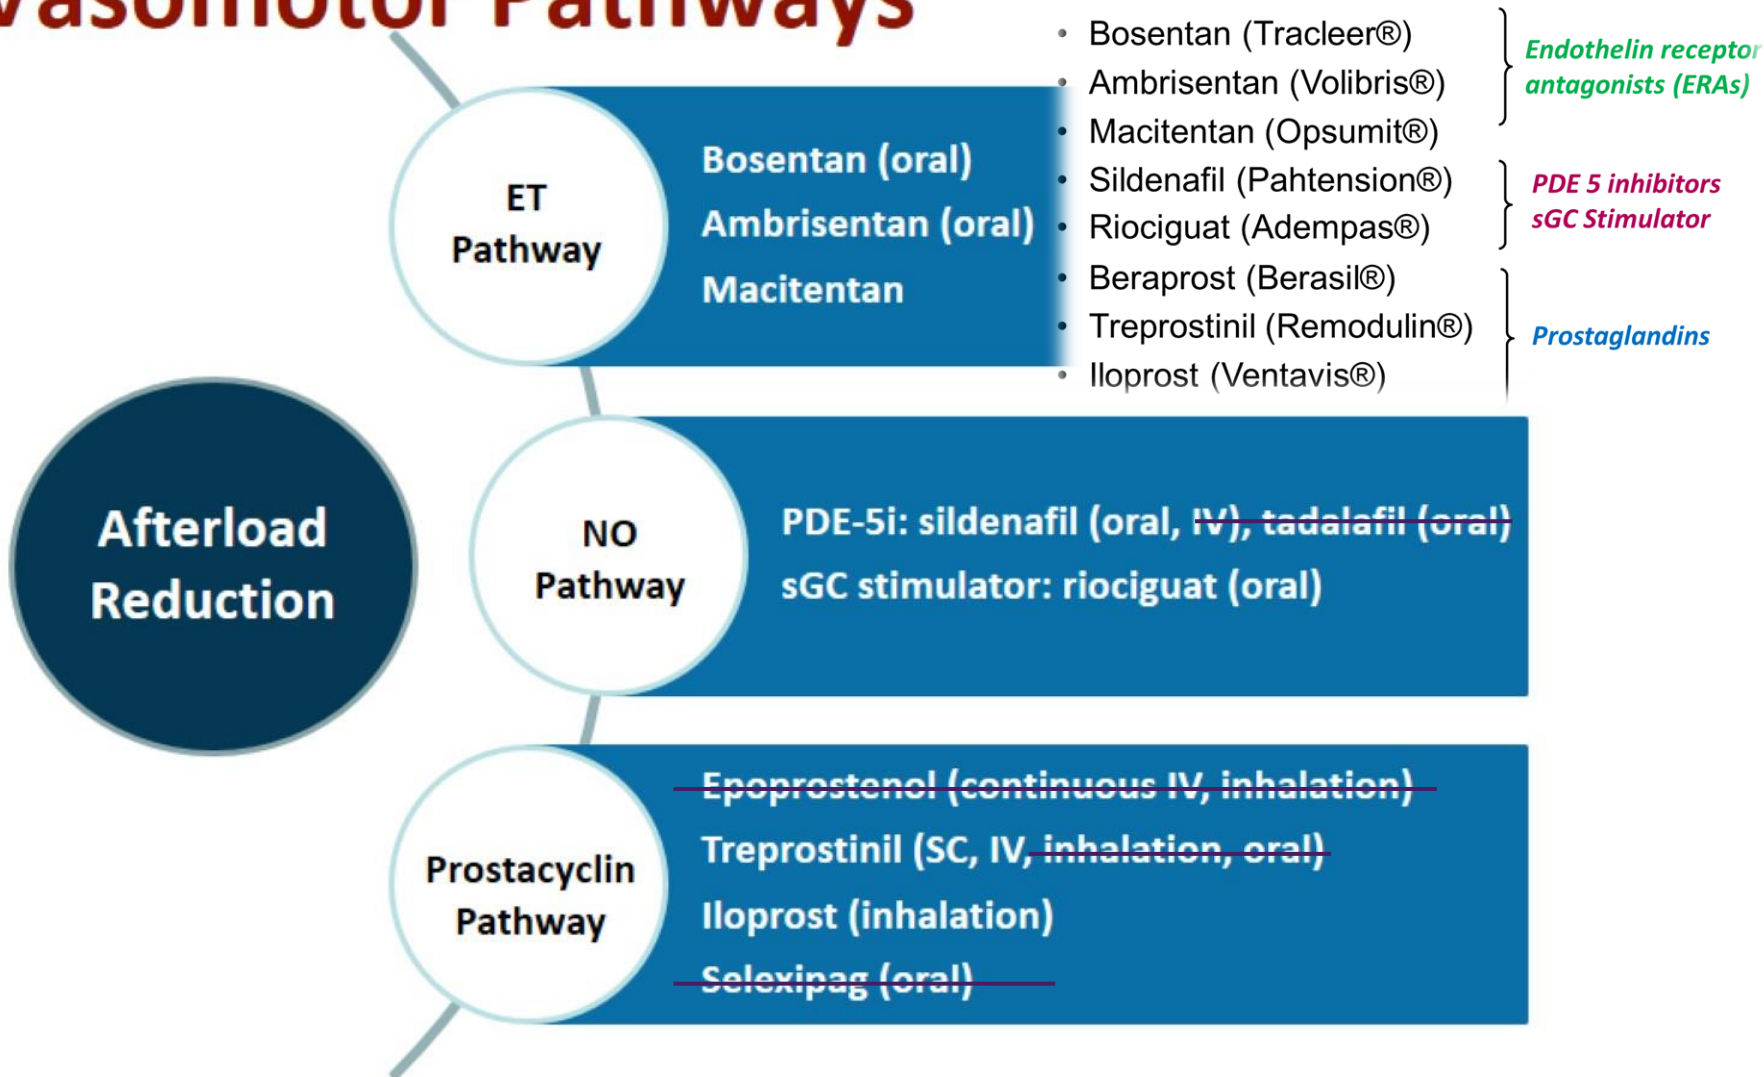 Vasomotor Pathways
• Bosentan (Tracleer®)
• Ambrisentan (Volibris®)
• Macitentan (Opsumit®)
• Sildenafil (Pahtension®)
• Riociguat (Adempas®)
• Beraprost (Berasil®)
• Treprostinil (Remodulin®)
• Iloprost (Ventavis®)
Endothelin receptor
antagonists (ERAs)
PDE 5 inhibitors
sGC Stimulator
Prostaglandins
Afterload
Reduction
ET
Pathway
Bosentan (oral)
Ambrisentan (oral)
Macitentan
NO
Pathway
PDE-5i: sildenafil (oral, IV), tadalafil (oral)
sGC stimulator: riociguat (oral)
Prostacyclin
Pathway
Epoprostenol (continuous IV, inhalation)
Treprostinil (SC, IV, inhalation, oral)
Iloprost (inhalation)
Selexipag (oral)